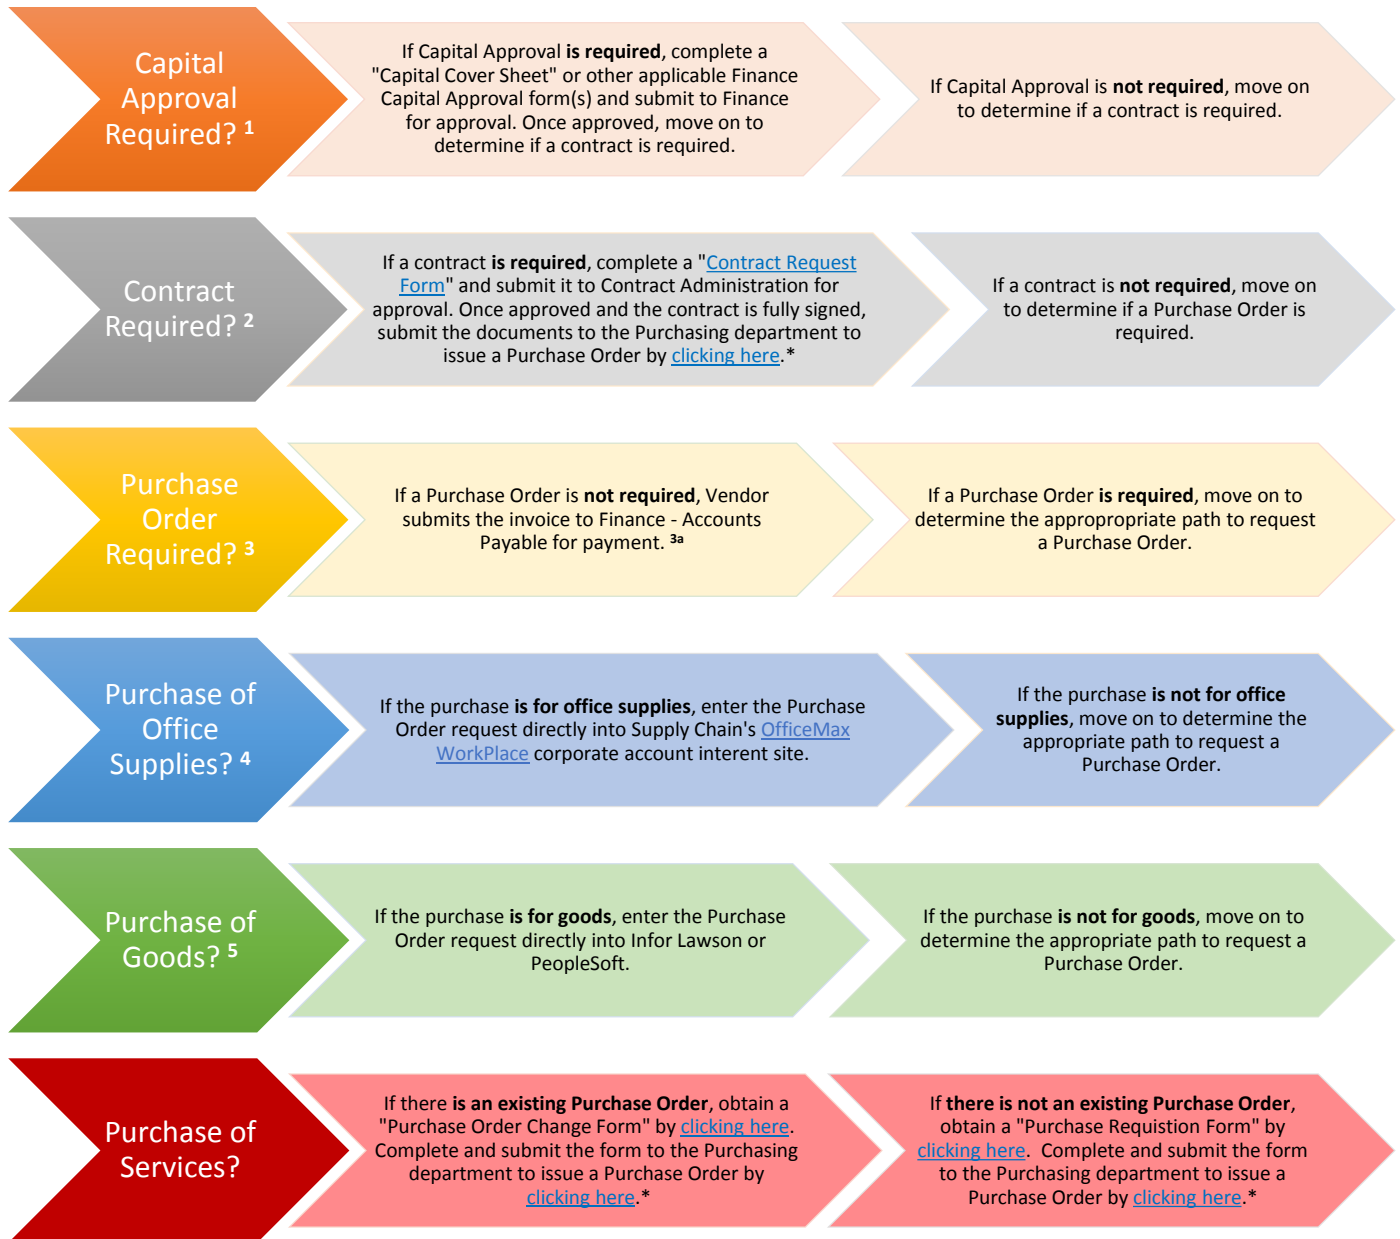 Capital
Approval
Required? 1
If Capital Approval is required, complete a
"Capital Cover Sheet" or other applicable Finance
Capital Approval form(s) and submit to Finance
for approval. Once approved, move on to
determine if a contract is required.
If Capital Approval is not required, move on
to determine if a contract is required.
Contract
Required? 2
If a contract is required, complete a "Contract Request
Form" and submit it to Contract Administration for
approval. Once approved and the contract is fully signed,
submit the documents to the Purchasing department to
issue a Purchase Order by clicking here.*
If a contract is not required, move on
to determine if a Purchase Order is
required.
Purchase
Order
Required? 3
If a Purchase Order is not required, Vendor
submits the invoice to Finance - Accounts
Payable for payment. 3a
If a Purchase Order is required, move on to
determine the appropropriate path to request
a Purchase Order.
Purchase of
Office
Supplies? 4
If the purchase is for office supplies, enter the Purchase
Order request directly into Supply Chain's OfficeMax
WorkPlace corporate account interent site.
If the purchase is not for office
supplies, move on to determine the
appropriate path to request a
Purchase Order.
Purchase of
Goods? 5
If the purchase is for goods, enter the Purchase
Order request directly into Infor Lawson or
PeopleSoft.
If the purchase is not for goods, move on to
determine the appropriate path to request a
Purchase Order.
Purchase of
Services?
If there is an existing Purchase Order, obtain a
"Purchase Order Change Form" by clicking here.
Complete and submit the form to the Purchasing
department to issue a Purchase Order by
clicking here.*
If there is not an existing Purchase Order,
obtain a "Purchase Requistion Form" by
clicking here. Complete and submit the form
to the Purchasing department to issue a
Purchase Order by clicking here.*